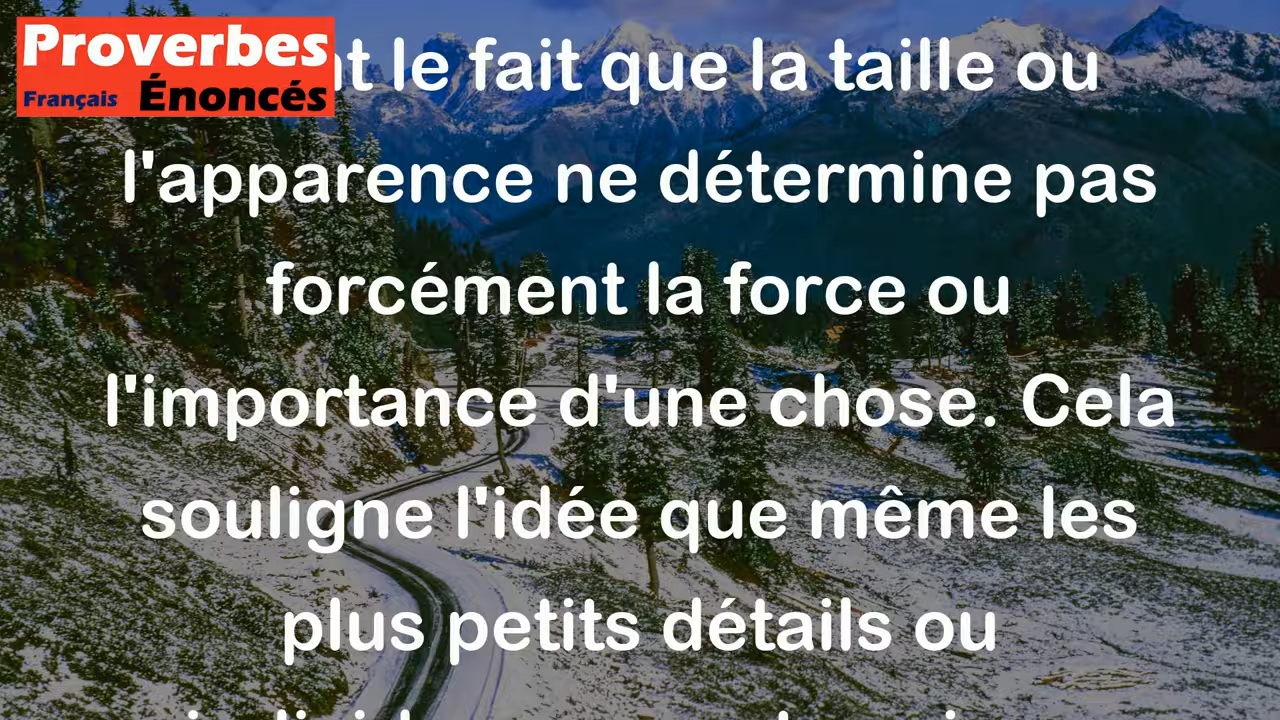 Proverbes
Français Énoncés
le fait que la taille ou
l'apparence ne détermine pas
forcément la force ou
l'importance d'une chose. Cela
souligne l'idée que même les
plus petits détails ou